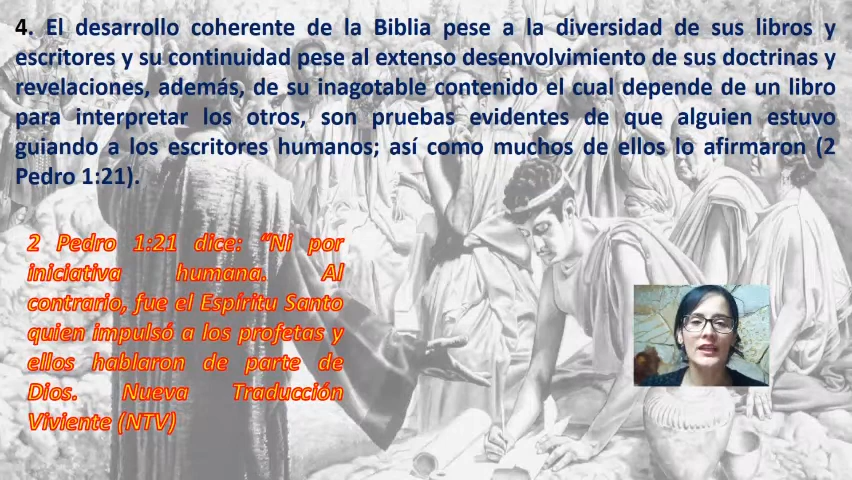 4. El desarrollo coherente de la Biblia pese a la diversidad de sus libros y
escritores y su continuidad pese al extenso desenvolvimiento de sus doctrinas y
revelaciones, además, de su inagotable contenido el cual depende de un libro
para interpretar los otros, son pruebas evidentes de que alguien estuvo
guiando a los escritores humanos; así como muchos de ellos lo afirmaron (2
Pedro 1:21).
2 Pedro 1:21 dice: “Ni por
iniciativa humana. Al
contrario, fue el Espíritu Santo
quien impulsó a los profetas y
ellos hablaron de parte de
Dios. Nueva Traducción
Viviente (NTV)